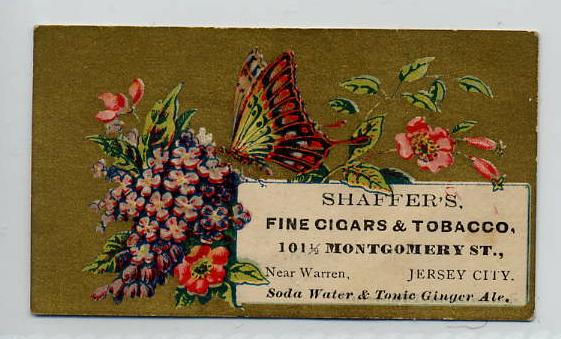 SHAFFER'S,
FINE CIGARS & TOBACCO,
101½ MONTGOMERY ST.,
Near Warren, JERSEY CITY.
Soda Water & Tonic Ginger Ale.